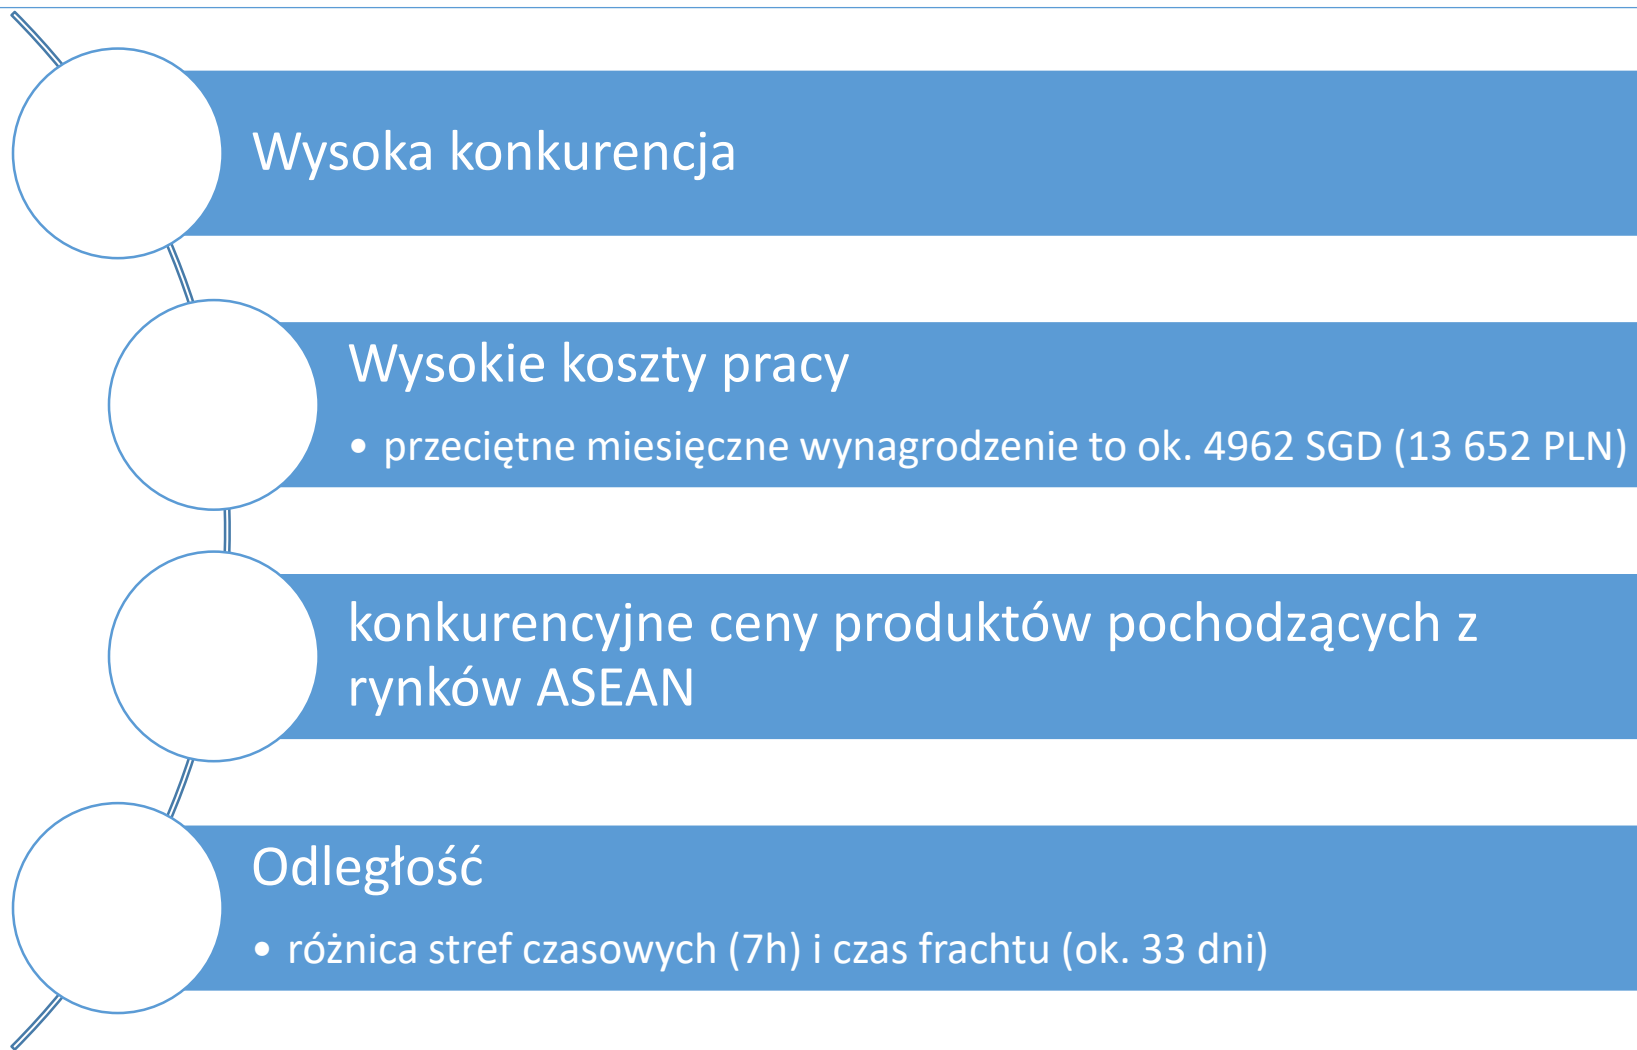 Wysoka konkurencja
Wysokie koszty pracy
• przeciętne miesięczne wynagrodzenie to ok. 4962 SGD (13 652 PLN)
konkurencyjne ceny produktów pochodzących z
rynków ASEAN
Odległość
• różnica stref czasowych (7h) i czas frachtu (ok. 33 dni)